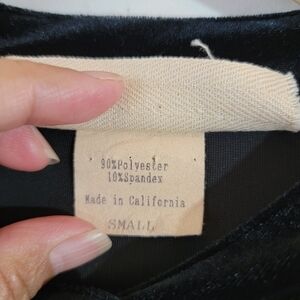 90%Polyester
10%Spandex
Made in California
SMALL